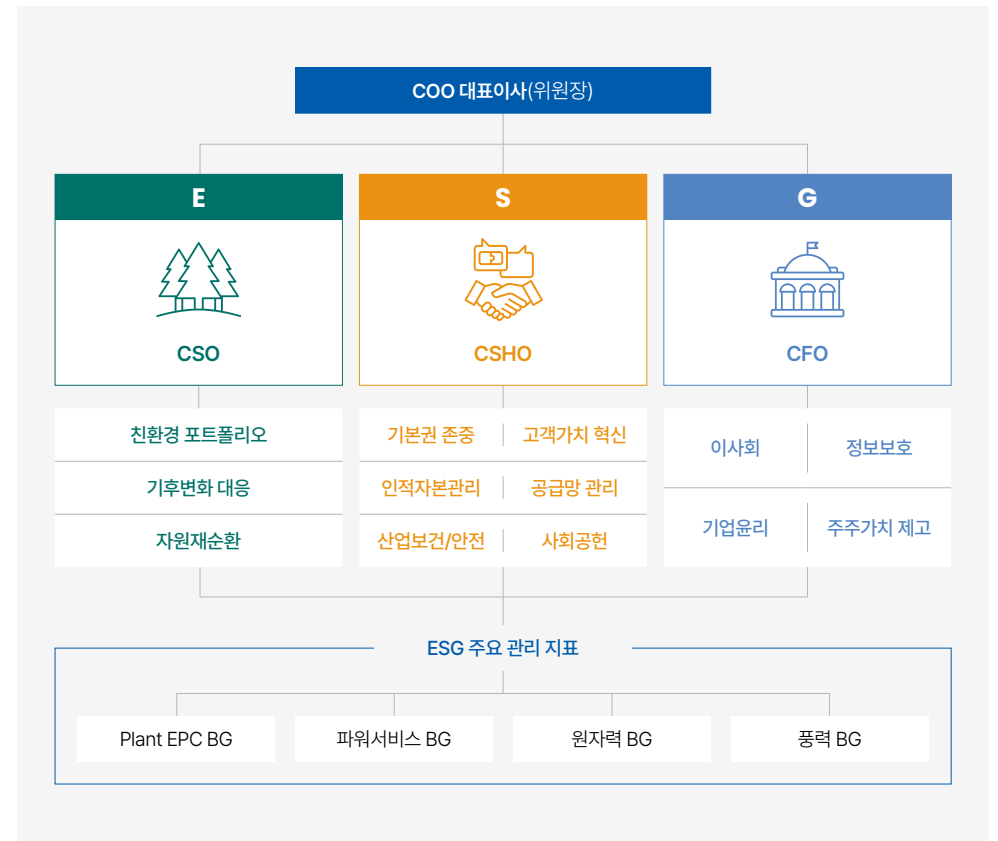 COO 대표이사(위원장)
E
S
G
CSO
CSHO
CFO
친환경 포트폴리오
기후변화 대응
자원재순환
기본권 존중
고객가치 혁신
인적자본관리
공급망 관리
산업보건/안전
사회공헌
이사회
정보보호
기업윤리
주주가치 제고
ESG 주요 관리 지표
Plant EPC BG
파워서비스 BG
원자력 BG
풍력 BG